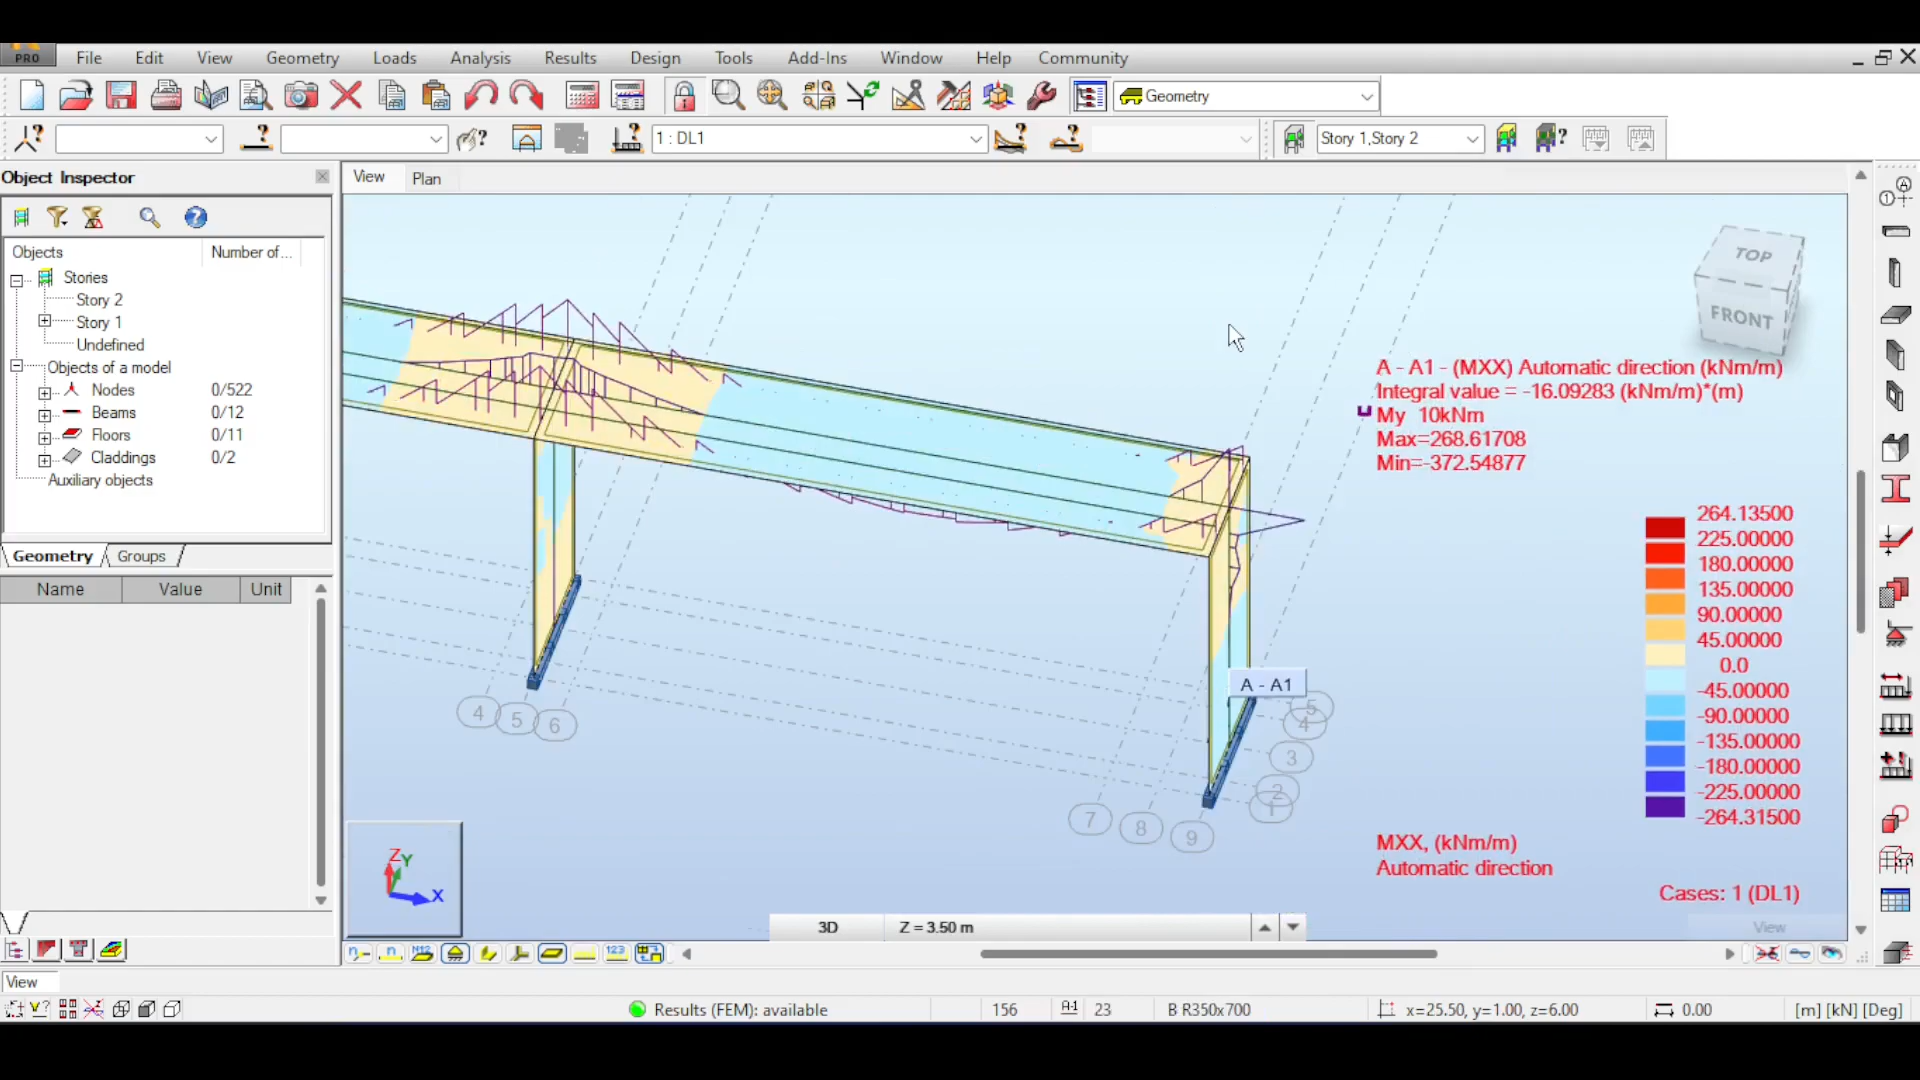 PRO
File Edit View Geometry Loads Analysis Results Design Tools Add-Ins Window Help Community
Geometry
1 : DL1
Story 1,Story 2
Object Inspector
View Plan
Objects Number of...
Stories
Story 2
Story 1
Undefined
Objects of a model
Nodes 0/522
Beams 0/12
Floors 0/11
Claddings 0/2
Auxiliary objects
Geometry Groups
Name Value Unit
TOP
FRONT
A - A1 - (MXX) Automatic direction (kNm/m)
Integral value = -16.09283 (kNm/m)*(m)
My 10kNm
Max=268.61708
Min=-372.54877
264.13500
225.00000
180.00000
135.00000
90.00000
45.00000
0.0
-45.00000
-90.00000
-135.00000
-180.00000
-225.00000
-264.31500
A - A1
4 5 6
5
4
3
2
1
7 8 9
MXX, (kNm/m)
Automatic direction
Cases: 1 (DL1)
Z Y
X
3D Z = 3.50 m
View
View
Results (FEM): available 156 23 B R350x700 x=25.50, y=1.00, z=6.00 0.00 [m] [kN] [Deg]